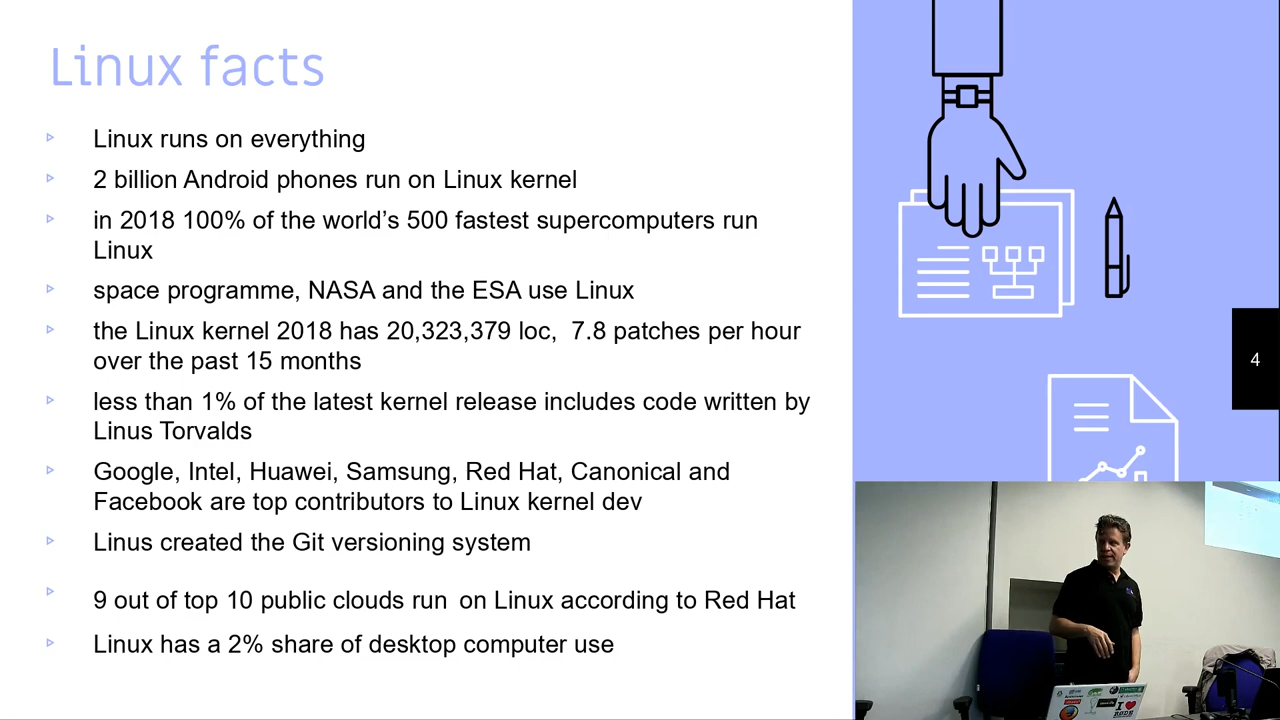 Linux facts
Linux runs on everything
2 billion Android phones run on Linux kernel
in 2018 100% of the world’s 500 fastest supercomputers run
Linux
space programme, NASA and the ESA use Linux
the Linux kernel 2018 has 20,323,379 loc,  7.8 patches per hour
over the past 15 months
4
less than 1% of the latest kernel release includes code written by
Linus Torvalds
Google, Intel, Huawei, Samsung, Red Hat, Canonical and
Facebook are top contributors to Linux kernel dev
Linus created the Git versioning system
9 out of top 10 public clouds run on Linux according to Red Hat
Linux has a 2% share of desktop computer use
I